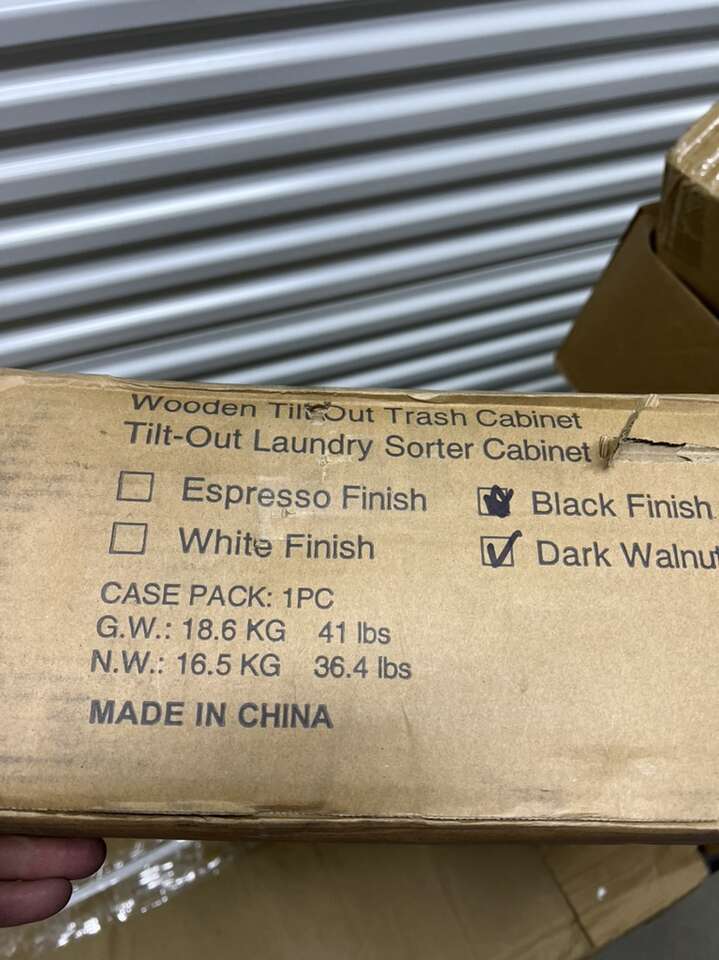 Wooden Tilt-Out Trash Cabinet
Tilt-Out Laundry Sorter Cabinet
Espresso Finish Black Finish
White Finish Dark Walnut
CASE PACK: 1PC
G.W.: 18.6 KG 41 lbs
N.W.: 16.5 KG 36.4 lbs
MADE IN CHINA